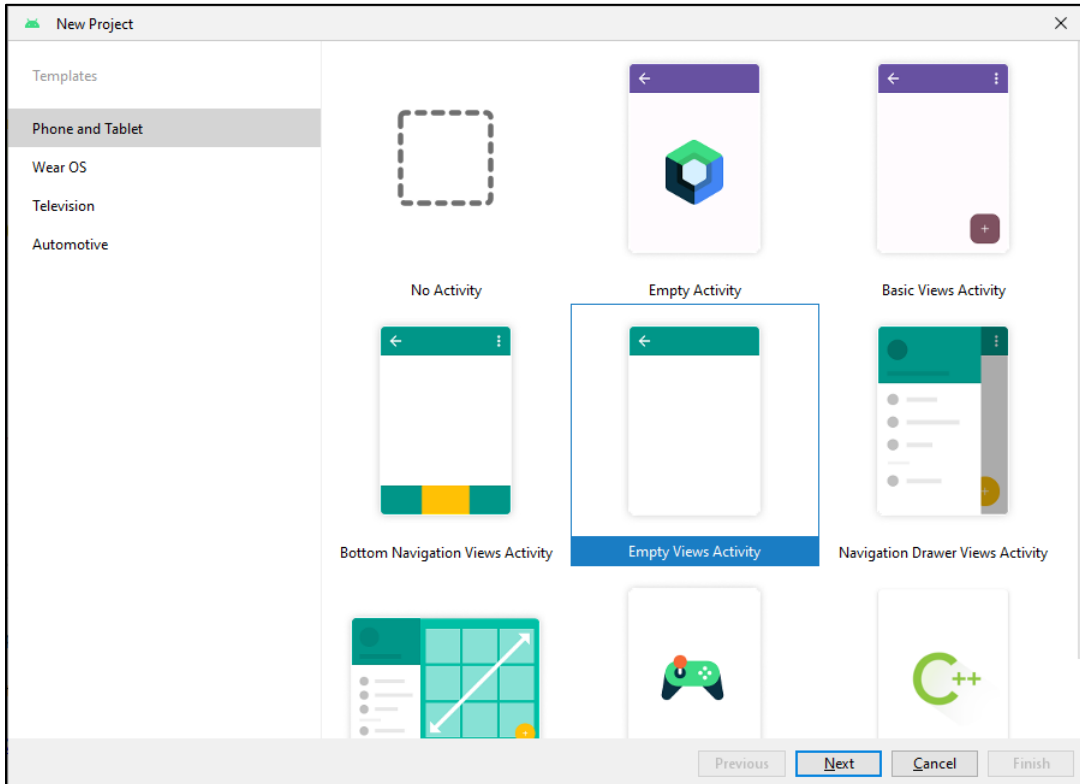 New Project
Templates
Phone and Tablet
Wear OS
Television
Automotive
No Activity
Empty Activity
Basic Views Activity
Bottom Navigation Views Activity
Empty Views Activity
Navigation Drawer Views Activity
C++
Previous
Next
Cancel
Finish